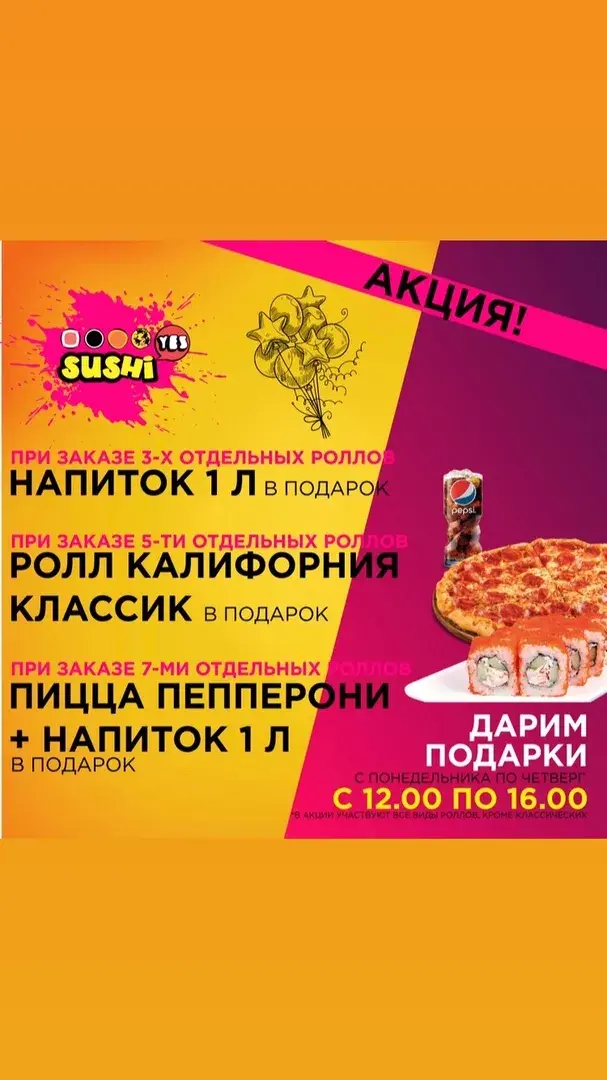 АКЦИЯ!
YES
SUSHI
ПРИ ЗАКАЗЕ 3-Х ОТДЕЛЬНЫХ РОЛЛОВ
НАПИТОК 1 Л В ПОДАРОК
ПРИ ЗАКАЗЕ 5-ТИ ОТДЕЛЬНЫХ РОЛЛОВ
РОЛЛ КАЛИФОРНИЯ
КЛАССИК В ПОДАРОК
ПРИ ЗАКАЗЕ 7-МИ ОТДЕЛЬНЫХ РОЛЛОВ
ПИЦЦА ПЕППЕРОНИ
+ НАПИТОК 1 Л
В ПОДАРОК
pepsi
ДАРИМ
ПОДАРКИ
С ПОНЕДЕЛЬНИКА ПО ЧЕТВЕРГ*
С 12.00 ПО 16.00
*В АКЦИИ УЧАСТВУЮТ ВСЕ ВИДЫ РОЛЛОВ, КРОМЕ КЛАССИЧЕСКИХ